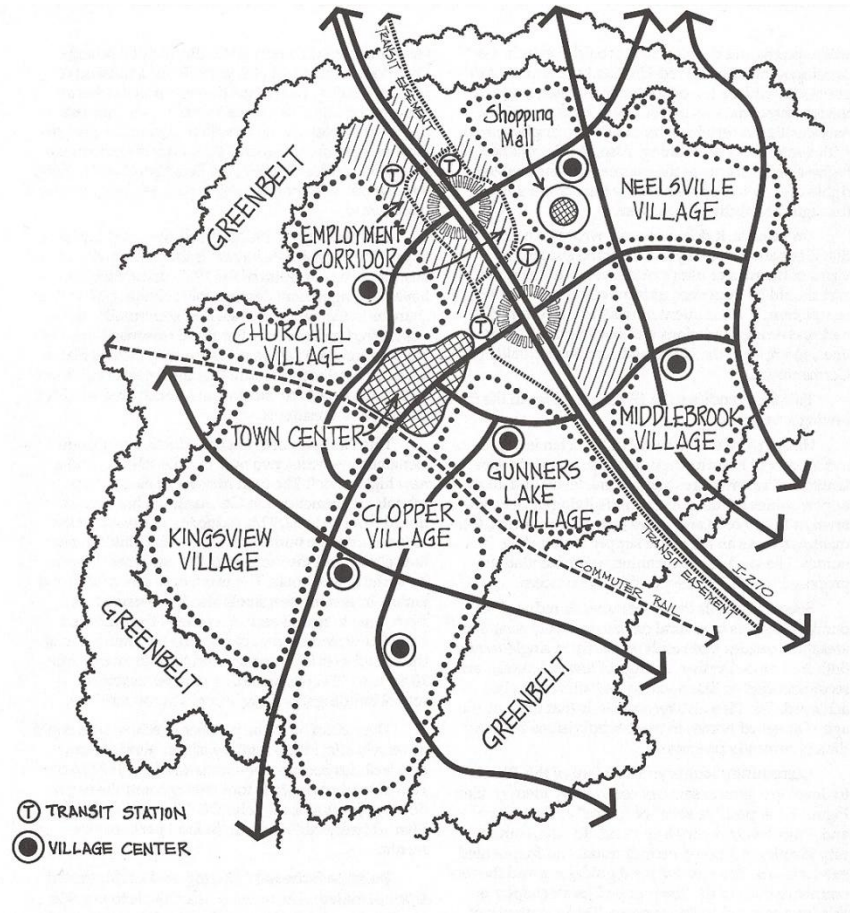 TRANSIT EASEMENT
Shopping
Mall
T
T
NEELSVILLE
VILLAGE
GREENBELT
EMPLOYMENT
CORRIDOR
T
T
CHURCHILL
VILLAGE
TOWN CENTER
MIDDLEBROOK
VILLAGE
GUNNERS
LAKE
VILLAGE
CLOPPER
VILLAGE
KINGSVIEW
VILLAGE
TRANSIT EASEMENT
I-270
COMMUTER RAIL
GREENBELT
GREENBELT
T TRANSIT STATION
VILLAGE CENTER